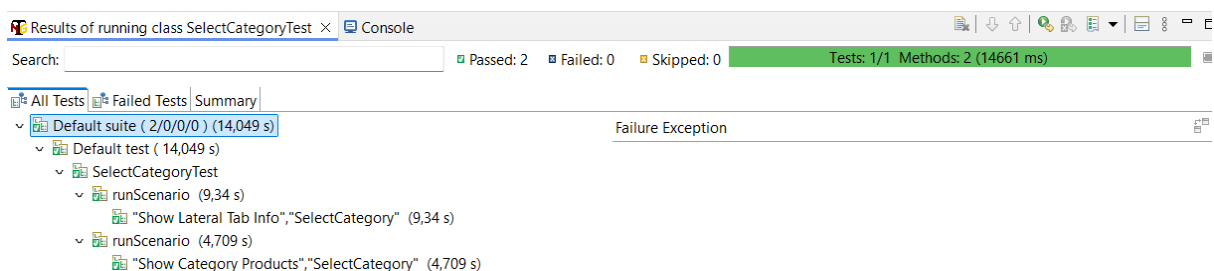 Results of running class SelectCategoryTest Console
Search: Passed: 2 Failed: 0 Skipped: 0 Tests: 1/1 Methods: 2 (14661 ms)
All Tests Failed Tests Summary
Default suite ( 2/0/0/0 ) (14,049 s) Failure Exception
Default test ( 14,049 s)
SelectCategoryTest
runScenario (9,34 s)
"Show Lateral Tab Info","SelectCategory" (9,34 s)
runScenario (4,709 s)
"Show Category Products","SelectCategory" (4,709 s)